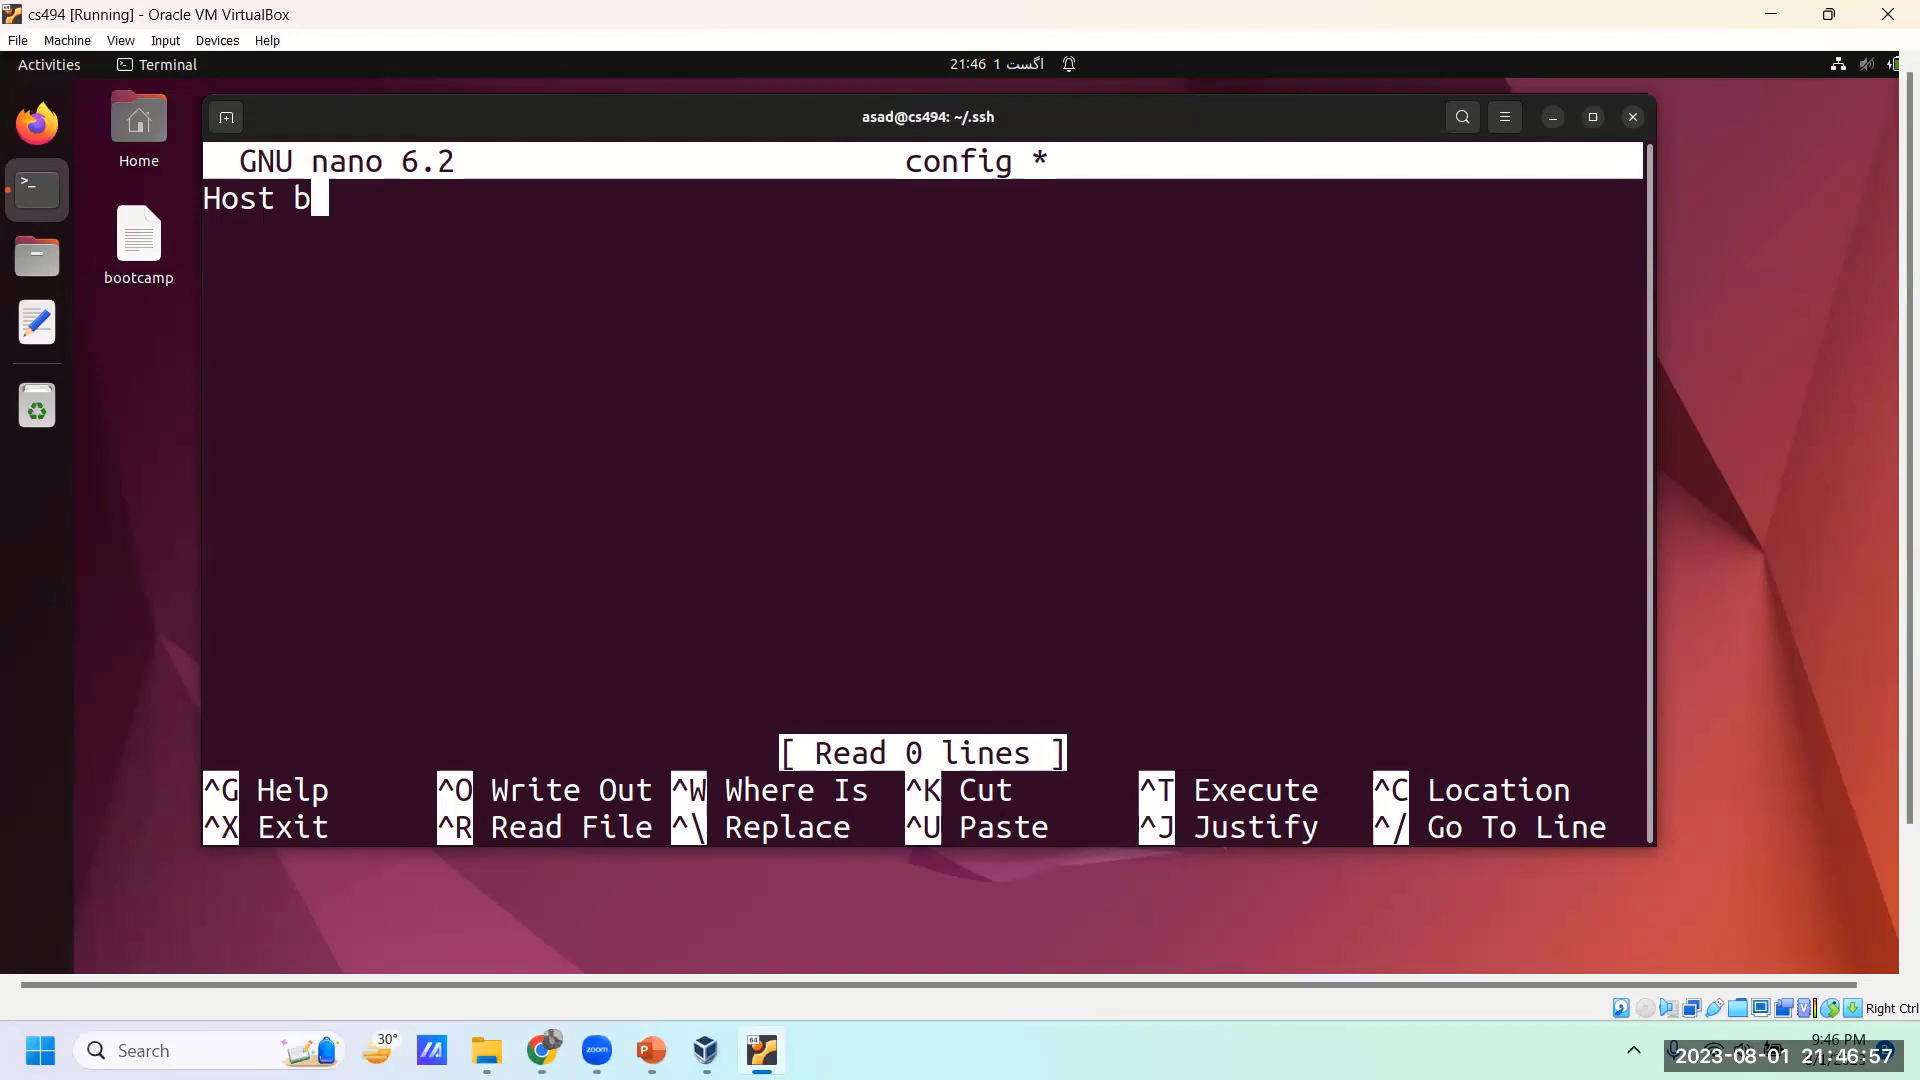 cs494 [Running] - Oracle VM VirtualBox
File Machine View Input Devices Help
Activities Terminal 21:46 1 اگست
asad@cs494: ~/.ssh
Home
bootcamp
GNU nano 6.2 config *
Host b
[ Read 0 lines ]
^G Help ^O Write Out ^W Where Is ^K Cut ^T Execute ^C Location
^X Exit ^R Read File ^\ Replace ^U Paste ^J Justify ^/ Go To Line
Right Ctrl
Search
30°
zoom
9:46 PM
2023-08-01 21:46:57